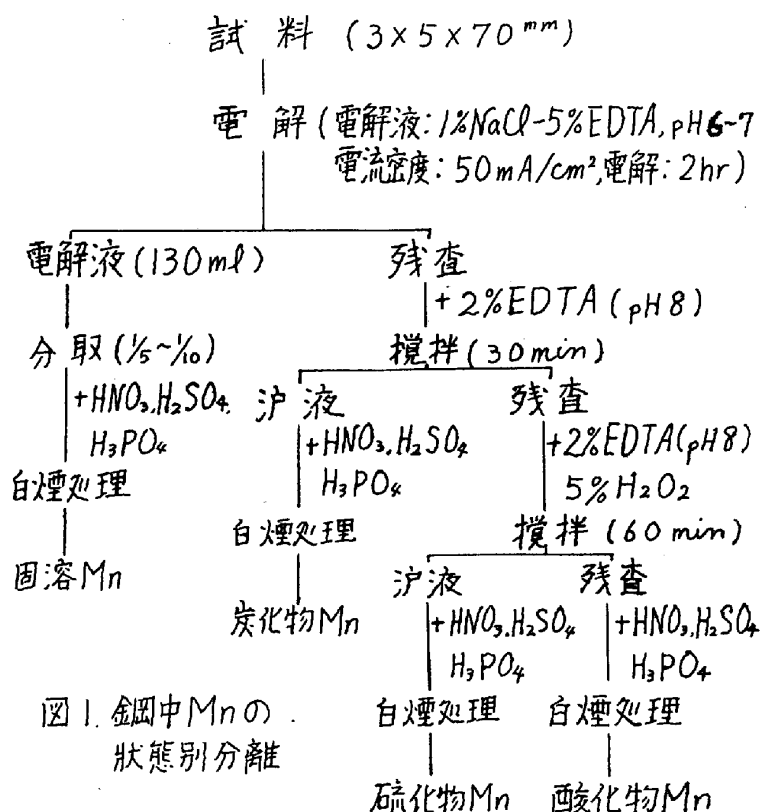 試料 (3×5×70mm)
電解 (電解液:1%NaCl-5%EDTA, pH6~7
電流密度:50mA/cm²,電解:2hr)
電解液(130ml)
残査
+2%EDTA(pH8)
分取(1/5~1/10)
撹拌(30min)
+HNO₃.H₂SO₄.
H₃PO₄
沪液
残査
+HNO₃.H₂SO₄
H₃PO₄
+2%EDTA(pH8)
5%H₂O₂
白煙処理
白煙処理
撹拌(60min)
固溶Mn
沪液
残査
炭化物Mn
+HNO₃.H₂SO₄
H₃PO₄
+HNO₃.H₂SO₄
H₃PO₄
白煙処理
白煙処理
硫化物Mn
酸化物Mn
図1.鋼中Mnの
状態別分離